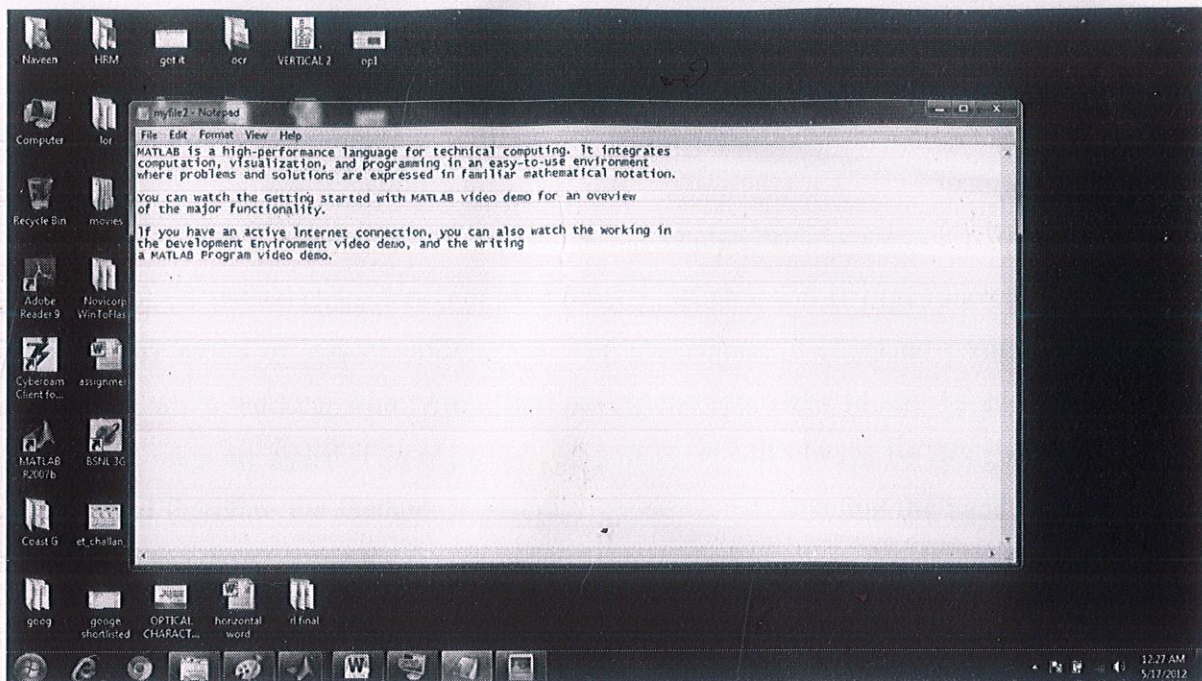 Naveen HRM got it ocr VERTICAL 2 op1
myfile2 - Notepad
Computer lor
File Edit Format View Help
MATLAB is a high-performance language for technical computing. It integrates
computation, visualization, and programming in an easy-to-use environment
where problems and solutions are expressed in familiar mathematical notation.
You can watch the Getting started with MATLAB video demo for an oveview
of the major functionality.
If you have an active Internet connection, you can also watch the working in
the Development Environment video demo, and the writing
a MATLAB Program video demo.
Recycle Bin movies
Adobe
Reader 9
Novicorp
WinToFlas
Cyberoam
Client fo...
assignme
MATLAB
R2007b
BSNL 3G
Coast G et_challan_
goog
googe
shortlisted
OPTICAL
CHARACT...
horizontal
word
rl final
12:27 AM
5/17/2012